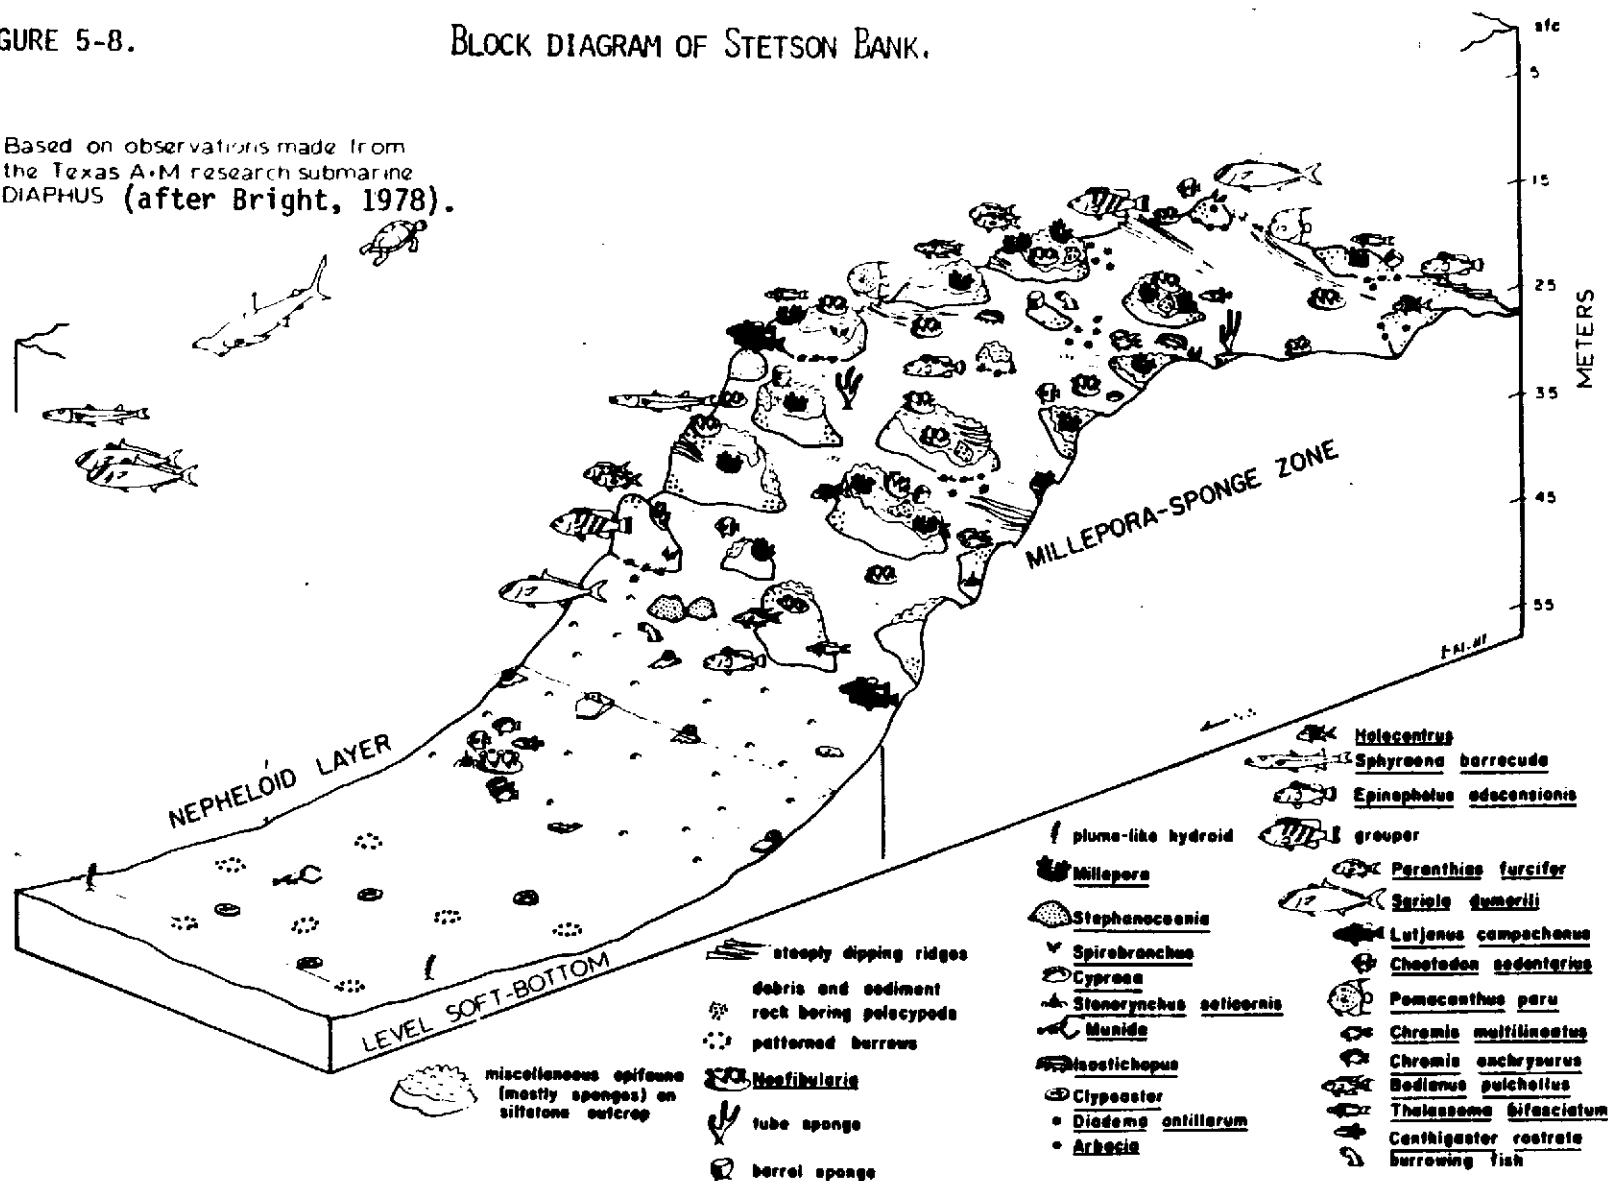 GURE 5-8.
BLOCK DIAGRAM OF STETSON BANK.
Based on observations made from
the Texas A·M research submarine
DIAPHUS (after Bright, 1978).
sfc
5
15
25
35
45
55
METERS
MILLEPORA-SPONGE ZONE
NEPHELOID LAYER
LEVEL SOFT-BOTTOM
miscellaneous epifauna
(mostly sponges) on
siltstone outcrop
steeply dipping ridges
debris and sediment
rock boring pelecypods
patterned burrows
Neofibularia
tube sponge
barrel sponge
plume-like hydroid
Millepora
Stephanocoenia
Spirobranchus
Cypraea
Stenorynchus seticornis
Munida
Isostichopus
Clypeaster
Diadema antillarum
Arbacia
Holocentrus
Sphyraena barracuda
Epinephelus adscensionis
grouper
Paranthias furcifer
Seriola dumerili
Lutjanus campechanus
Chaetodon sedentarius
Pomacanthus paru
Chromis multilineatus
Chromis enchrysurus
Bodianus pulchellus
Thalassoma bifasciatum
Canthigaster rostrata
burrowing fish